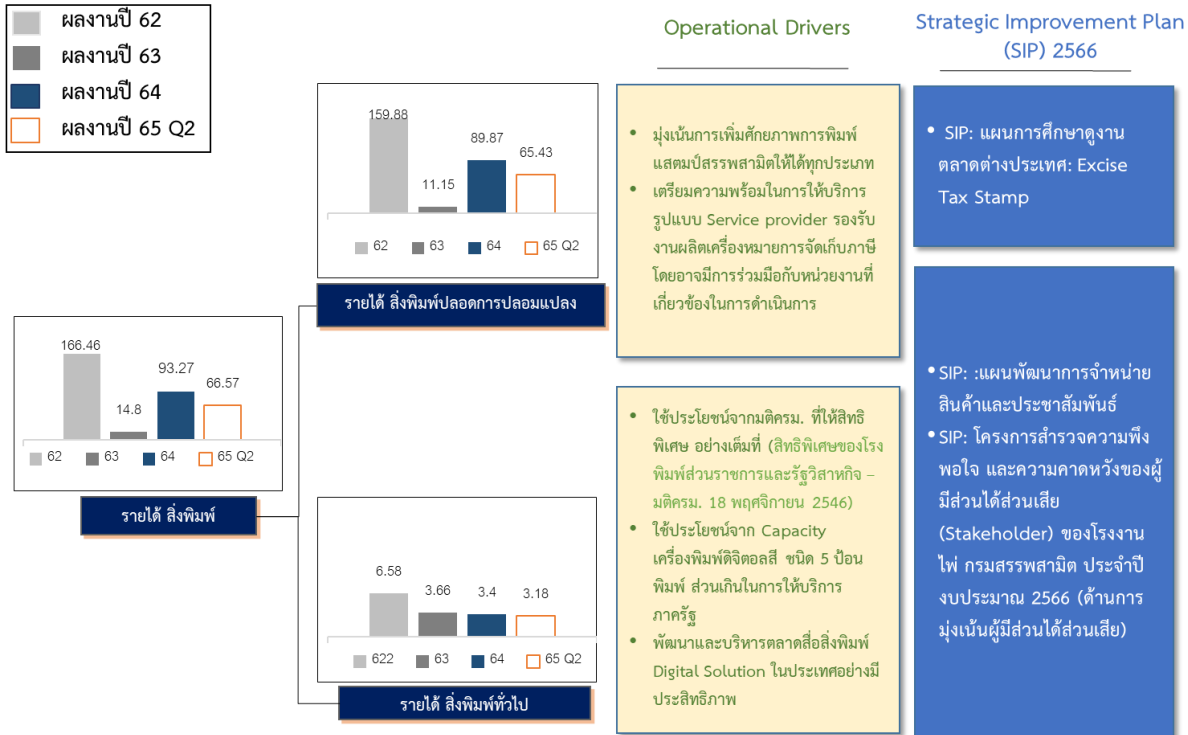 ผลงานปี 62
ผลงานปี 63
ผลงานปี 64
ผลงานปี 65 Q2
166.46
14.8
93.27
66.57
62 63 64 65 Q2
รายได้ สิ่งพิมพ์
159.88
11.15
89.87
65.43
62 63 64 65 Q2
รายได้ สิ่งพิมพ์ปลอดการปลอมแปลง
6.58
3.66
3.4
3.18
622 63 64 65 Q2
รายได้ สิ่งพิมพ์ทั่วไป
Operational Drivers
• มุ่งเน้นการเพิ่มศักยภาพการพิมพ์
แสตมป์สรรพสามิตให้ได้ทุกประเภท
• เตรียมความพร้อมในการให้บริการ
รูปแบบ Service provider รองรับ
งานผลิตเครื่องหมายการจัดเก็บภาษี
โดยอาจมีการร่วมมือกับหน่วยงานที่
เกี่ยวข้องในการดำเนินการ
• ใช้ประโยชน์จากมติครม. ที่ให้สิทธิ
พิเศษ อย่างเต็มที่ (สิทธิพิเศษของโรง
พิมพ์ส่วนราชการและรัฐวิสาหกิจ –
มติครม. 18 พฤศจิกายน 2546)
• ใช้ประโยชน์จาก Capacity
เครื่องพิมพ์ดิจิตอลสี ชนิด 5 ป้อน
พิมพ์ ส่วนเกินในการให้บริการ
ภาครัฐ
• พัฒนาและบริหารตลาดสื่อสิ่งพิมพ์
Digital Solution ในประเทศอย่างมี
ประสิทธิภาพ
Strategic Improvement Plan
(SIP) 2566
• SIP: แผนการศึกษาดูงาน
ตลาดต่างประเทศ: Excise
Tax Stamp
• SIP: :แผนพัฒนาการจำหน่าย
สินค้าและประชาสัมพันธ์
• SIP: โครงการสำรวจความพึง
พอใจ และความคาดหวังของผู้
มีส่วนได้ส่วนเสีย
(Stakeholder) ของโรงงาน
ไพ่ กรมสรรพสามิต ประจำปี
งบประมาณ 2566 (ด้านการ
มุ่งเน้นผู้มีส่วนได้ส่วนเสีย)